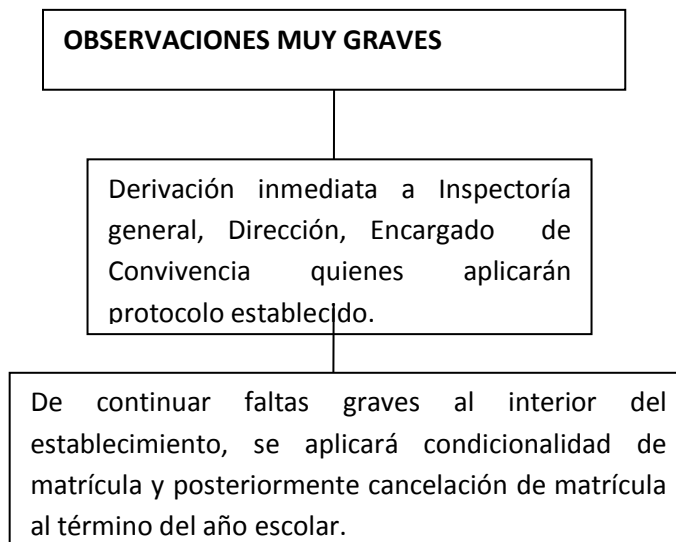 OBSERVACIONES MUY GRAVES
Derivación inmediata a Inspectoría
general, Dirección, Encargado de
Convivencia quienes aplicarán
protocolo establecido.
De continuar faltas graves al interior del
establecimiento, se aplicará condicionalidad de
matrícula y posteriormente cancelación de matrícula
al término del año escolar.